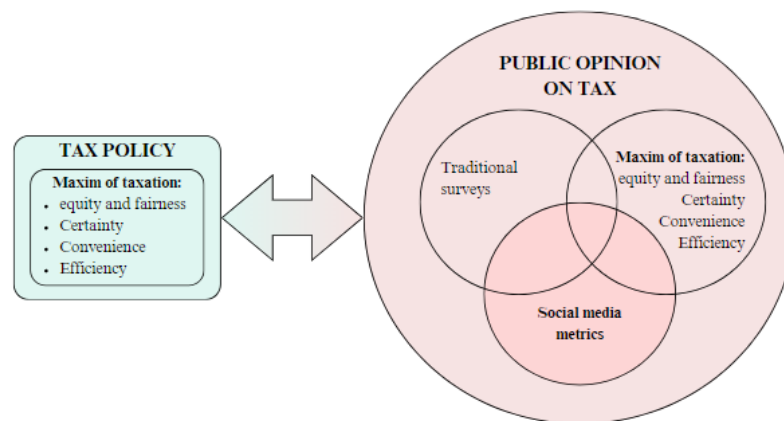 TAX POLICY
Maxim of taxation:
• equity and fairness
• Certainty
• Convenience
• Efficiency
PUBLIC OPINION
ON TAX
Traditional
surveys
Maxim of taxation:
equity and fairness
Certainty
Convenience
Efficiency
Social media
metrics